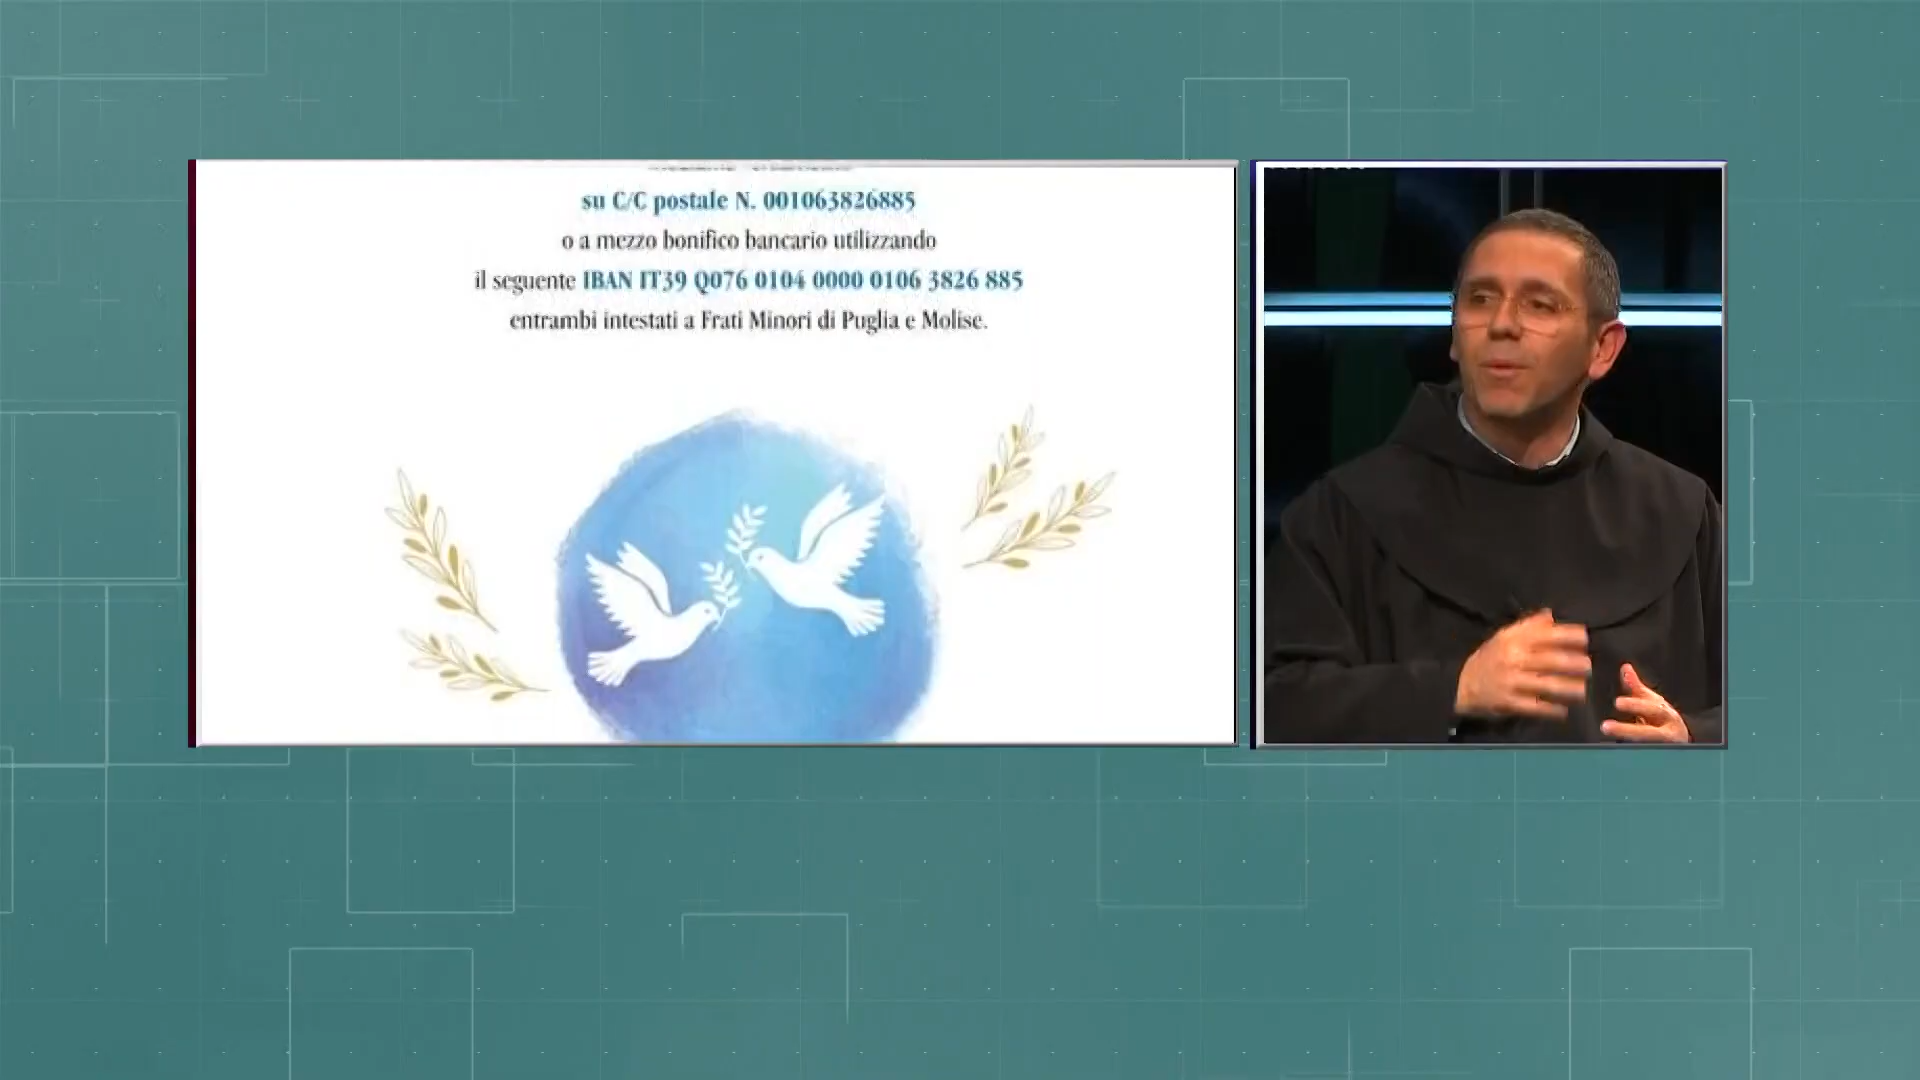 su C/C postale N. 001063826885
o a mezzo bonifico bancario utilizzando
il seguente IBAN IT39 Q076 0104 0000 0106 3826 885
entrambi intestati a Frati Minori di Puglia e Molise.